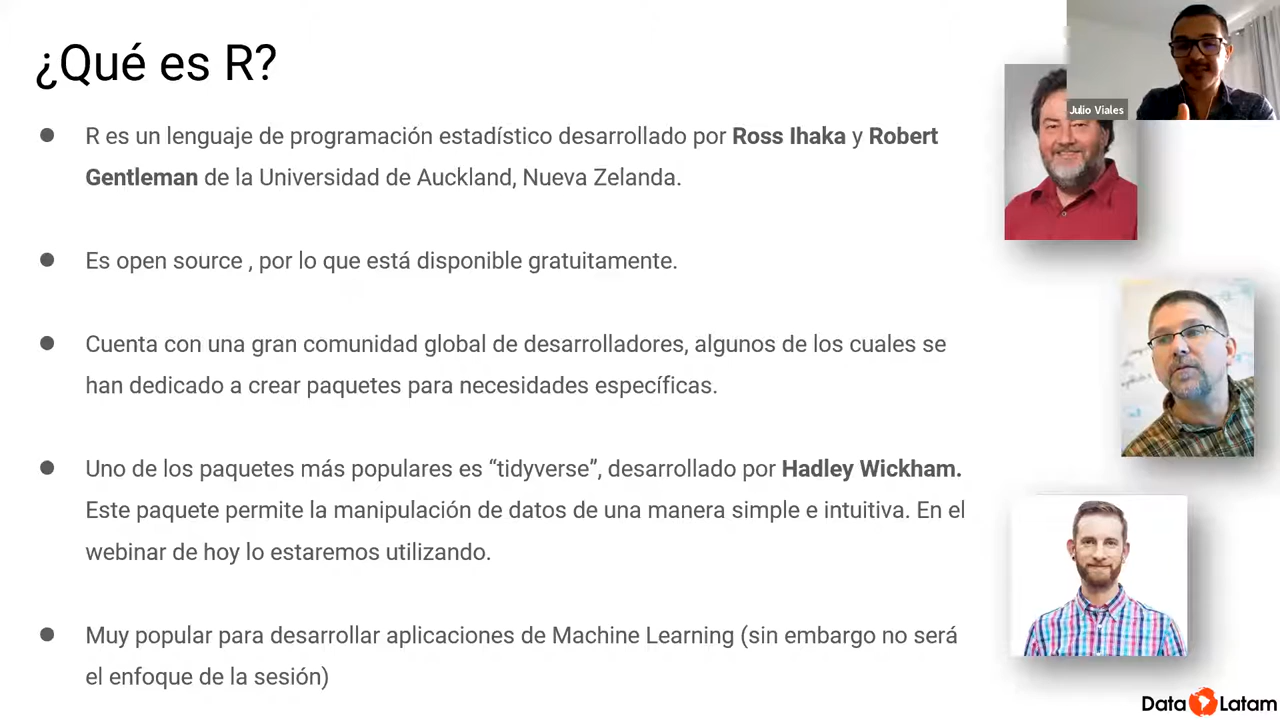 ¿Qué es R?
Julio Viales
● R es un lenguaje de programación estadístico desarrollado por Ross Ihaka y Robert
Gentleman de la Universidad de Auckland, Nueva Zelanda.
● Es open source , por lo que está disponible gratuitamente.
● Cuenta con una gran comunidad global de desarrolladores, algunos de los cuales se
han dedicado a crear paquetes para necesidades específicas.
● Uno de los paquetes más populares es “tidyverse”, desarrollado por Hadley Wickham.
Este paquete permite la manipulación de datos de una manera simple e intuitiva. En el
webinar de hoy lo estaremos utilizando.
● Muy popular para desarrollar aplicaciones de Machine Learning (sin embargo no será
el enfoque de la sesión)
Data Latam